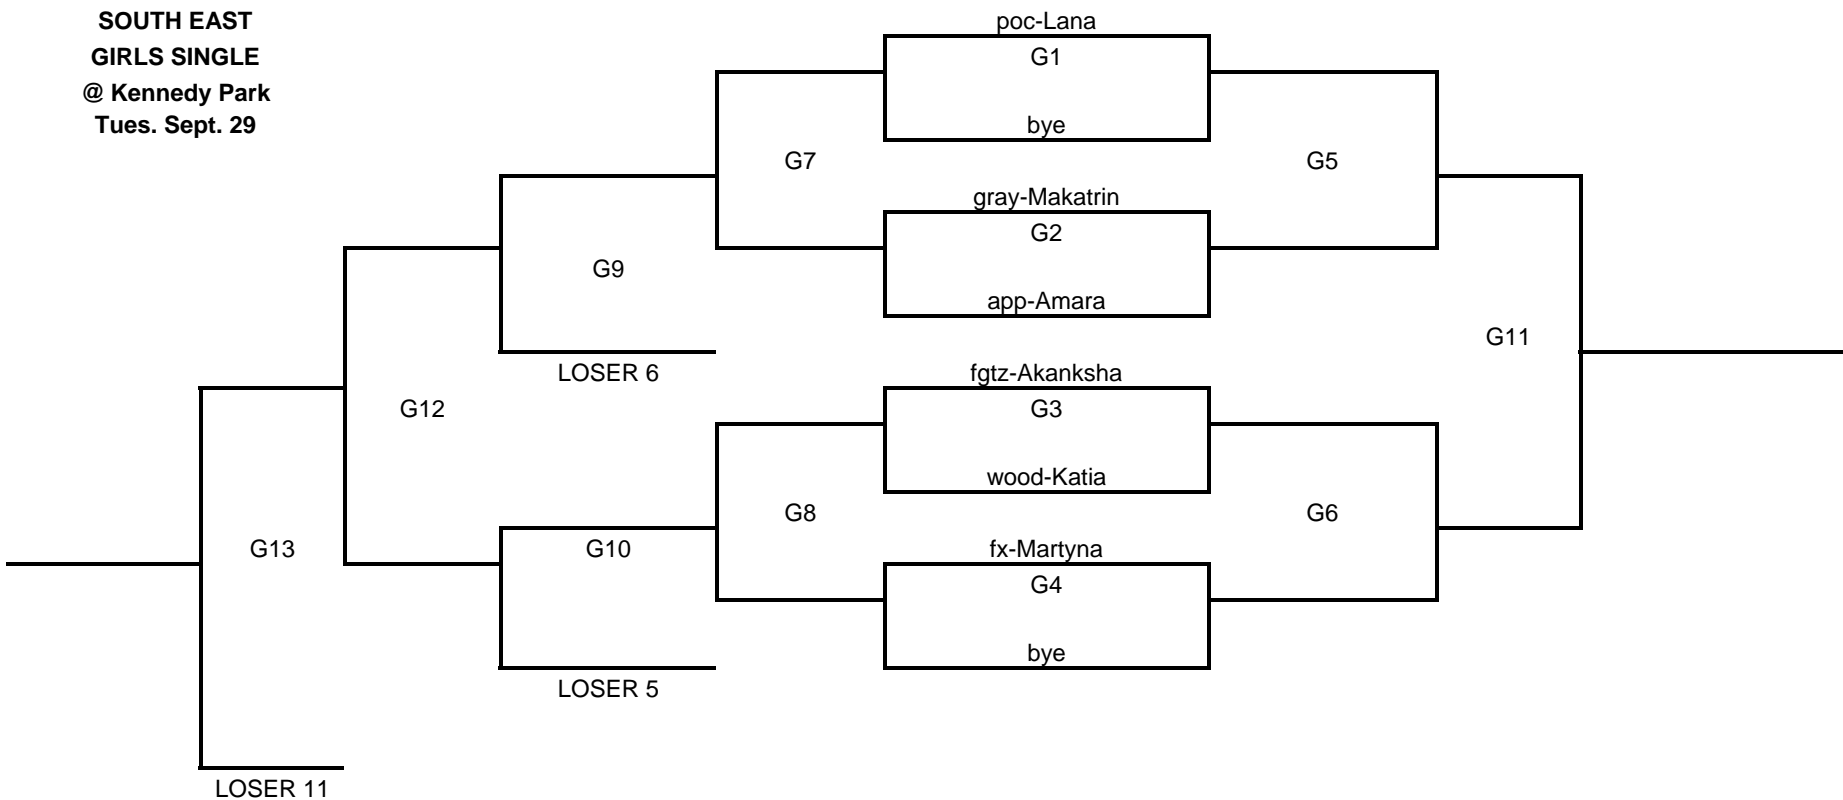 SOUTH EAST
GIRLS SINGLE
@ Kennedy Park
Tues. Sept. 29
poc-Lana
G1
bye
G7
G5
gray-Makatrin
G2
G9
app-Amara
G11
LOSER 6
fgtz-Akanksha
G12
G3
wood-Katia
G8
G6
G13
G10
fx-Martyna
G4
bye
LOSER 5
LOSER 11